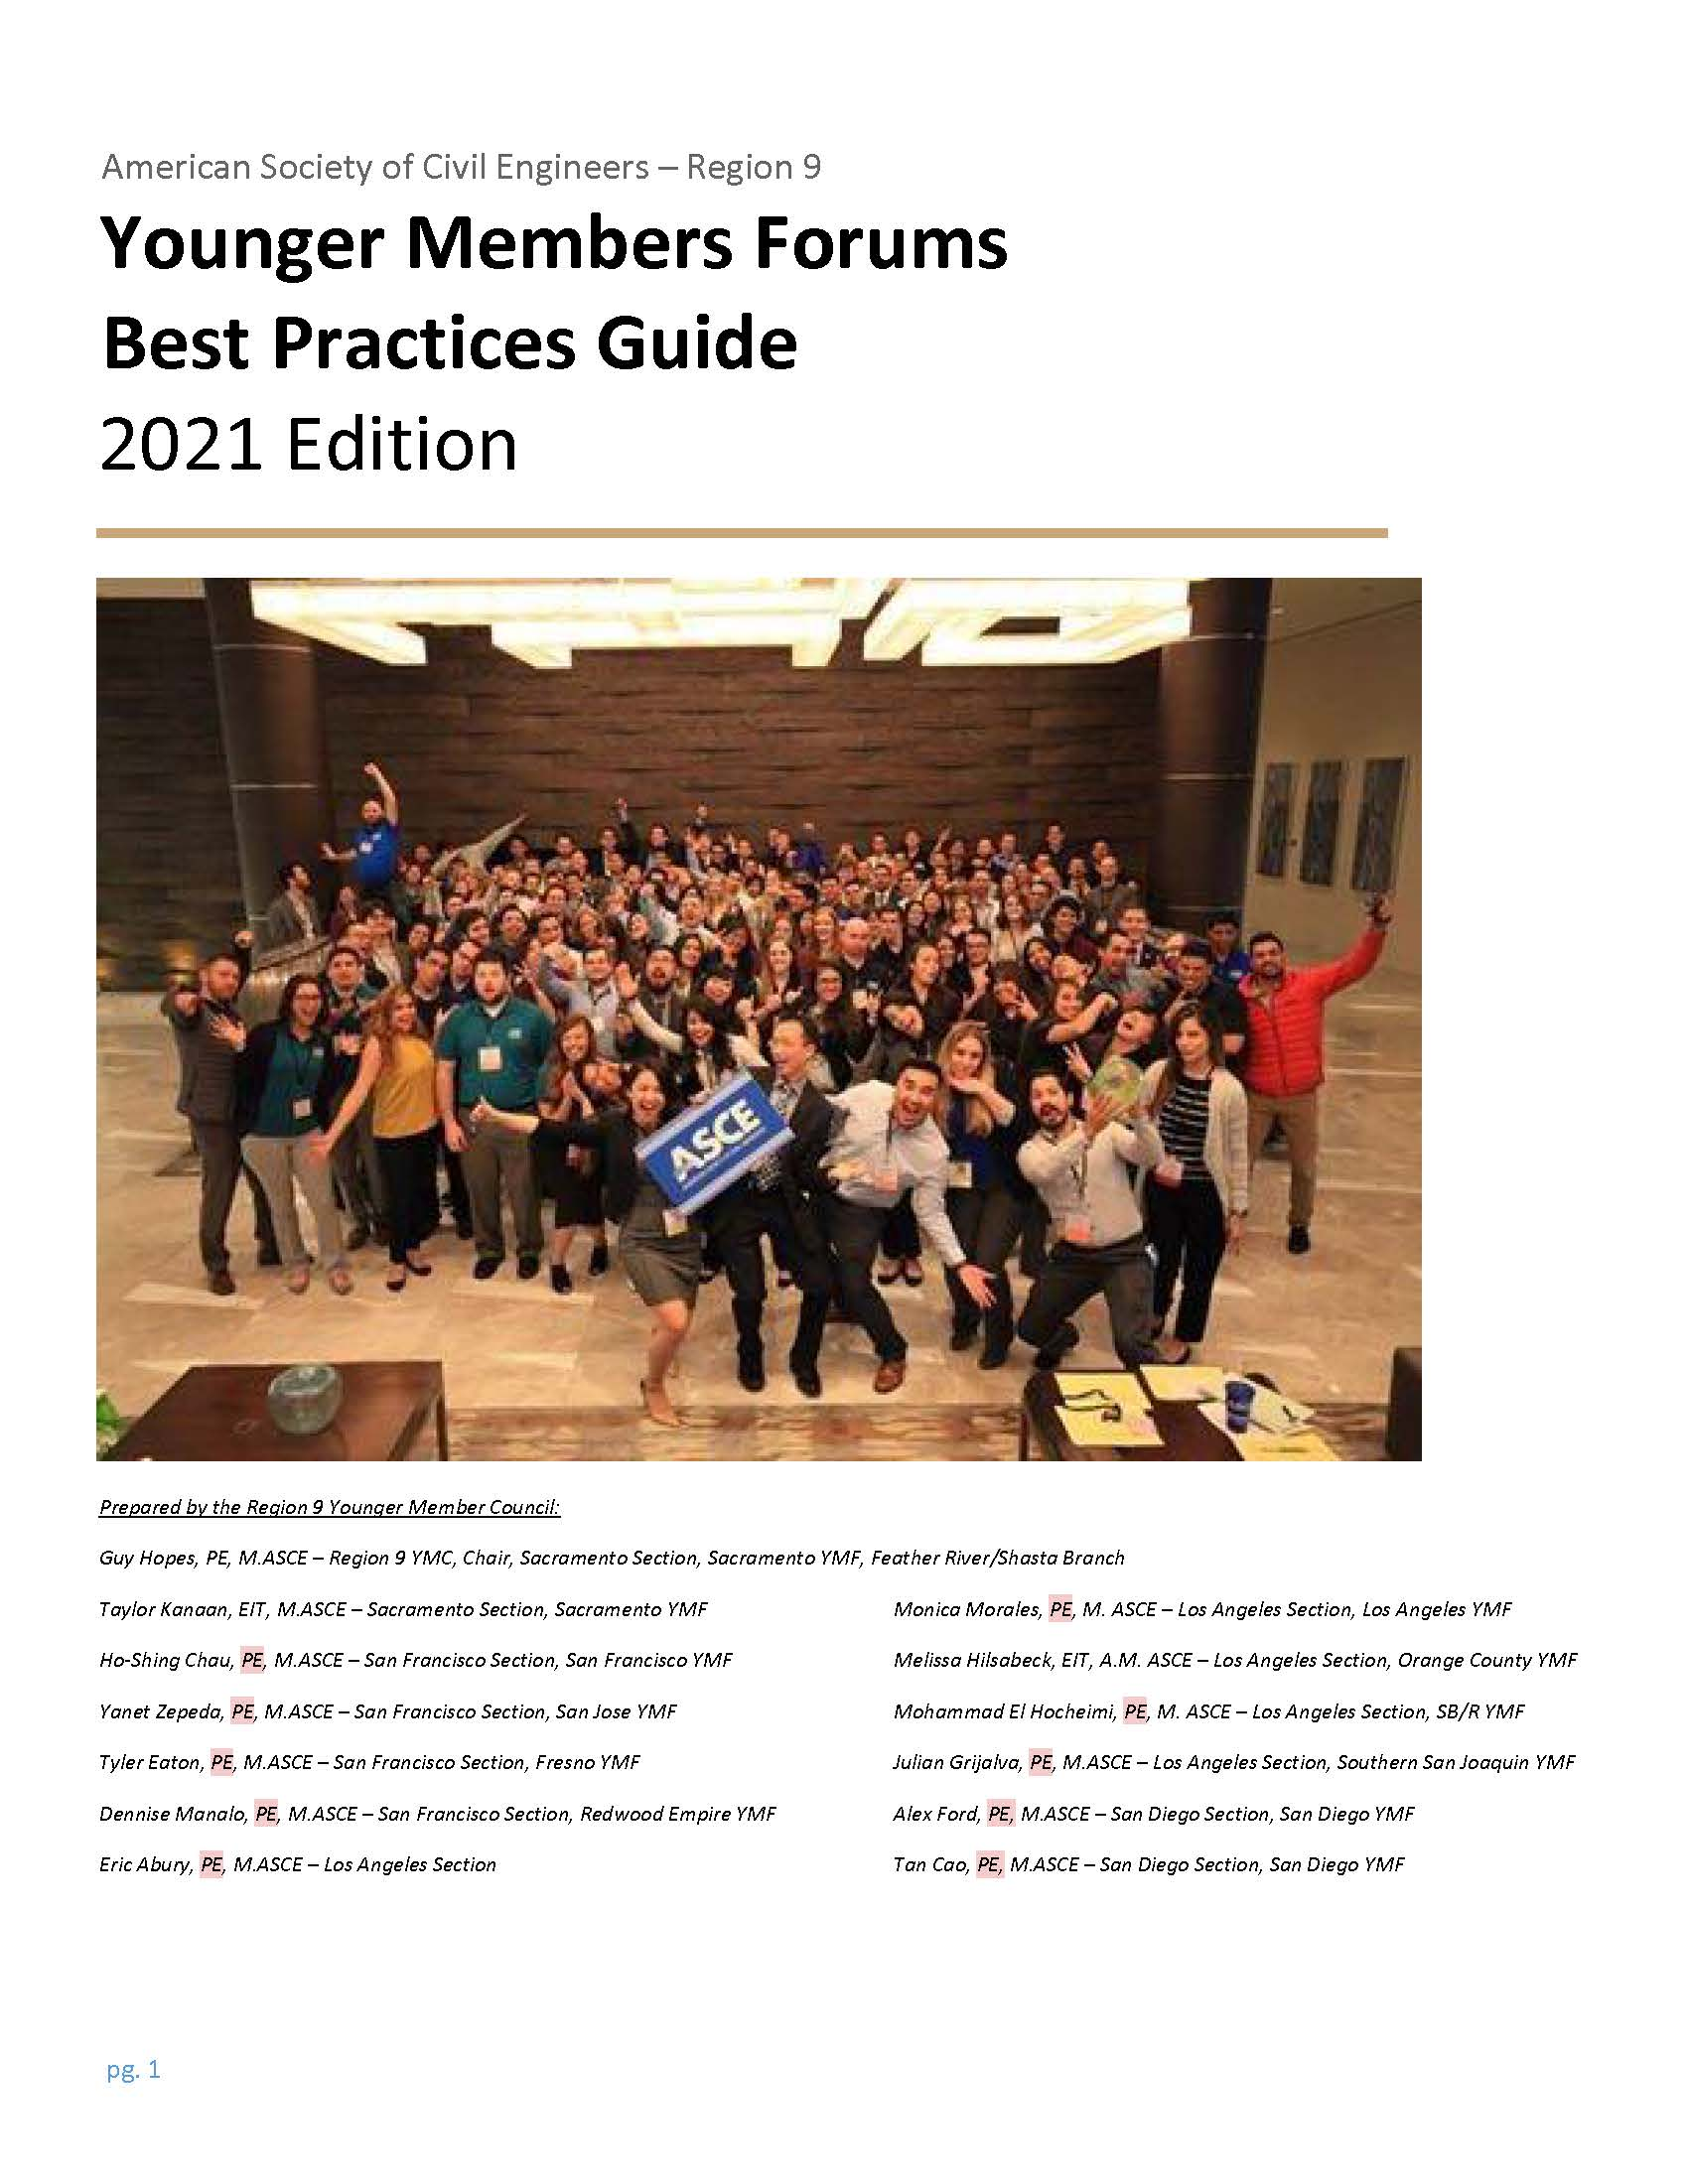 American Society of Civil Engineers – Region 9
Younger Members Forums
Best Practices Guide
2021 Edition
ASCE
Prepared by the Region 9 Younger Member Council:
Guy Hopes, PE, M.ASCE – Region 9 YMC, Chair, Sacramento Section, Sacramento YMF, Feather River/Shasta Branch
Taylor Kanaan, EIT, M.ASCE – Sacramento Section, Sacramento YMF
Ho-Shing Chau, PE, M.ASCE – San Francisco Section, San Francisco YMF
Yanet Zepeda, PE, M.ASCE – San Francisco Section, San Jose YMF
Tyler Eaton, PE, M.ASCE – San Francisco Section, Fresno YMF
Dennise Manalo, PE, M.ASCE – San Francisco Section, Redwood Empire YMF
Eric Abury, PE, M.ASCE – Los Angeles Section
Monica Morales, PE, M. ASCE – Los Angeles Section, Los Angeles YMF
Melissa Hilsabeck, EIT, A.M. ASCE – Los Angeles Section, Orange County YMF
Mohammad El Hocheimi, PE, M. ASCE – Los Angeles Section, SB/R YMF
Julian Grijalva, PE, M.ASCE – Los Angeles Section, Southern San Joaquin YMF
Alex Ford, PE, M.ASCE – San Diego Section, San Diego YMF
Tan Cao, PE, M.ASCE – San Diego Section, San Diego YMF
pg. 1